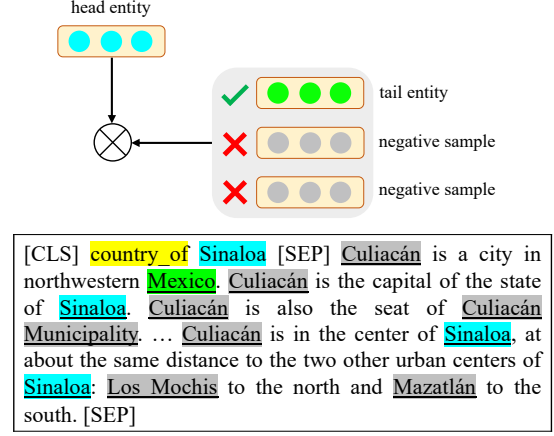 head entity
tail entity
negative sample
negative sample
[CLS] country_of Sinaloa [SEP] Culiacán is a city in
northwestern Mexico. Culiacán is the capital of the state
of Sinaloa. Culiacán is also the seat of Culiacán
Municipality. … Culiacán is in the center of Sinaloa, at
about the same distance to the two other urban centers of
Sinaloa: Los Mochis to the north and Mazatlán to the
south. [SEP]